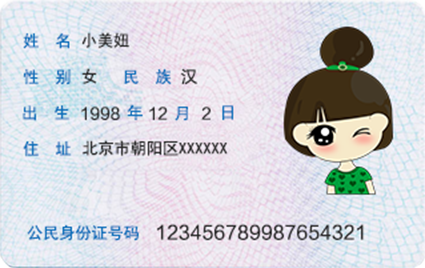 姓 名 小美妞
性 别 女 民 族 汉
出 生 1998 年 12 月 2 日
住 址 北京市朝阳区XXXXXX
公民身份证号码 123456789987654321